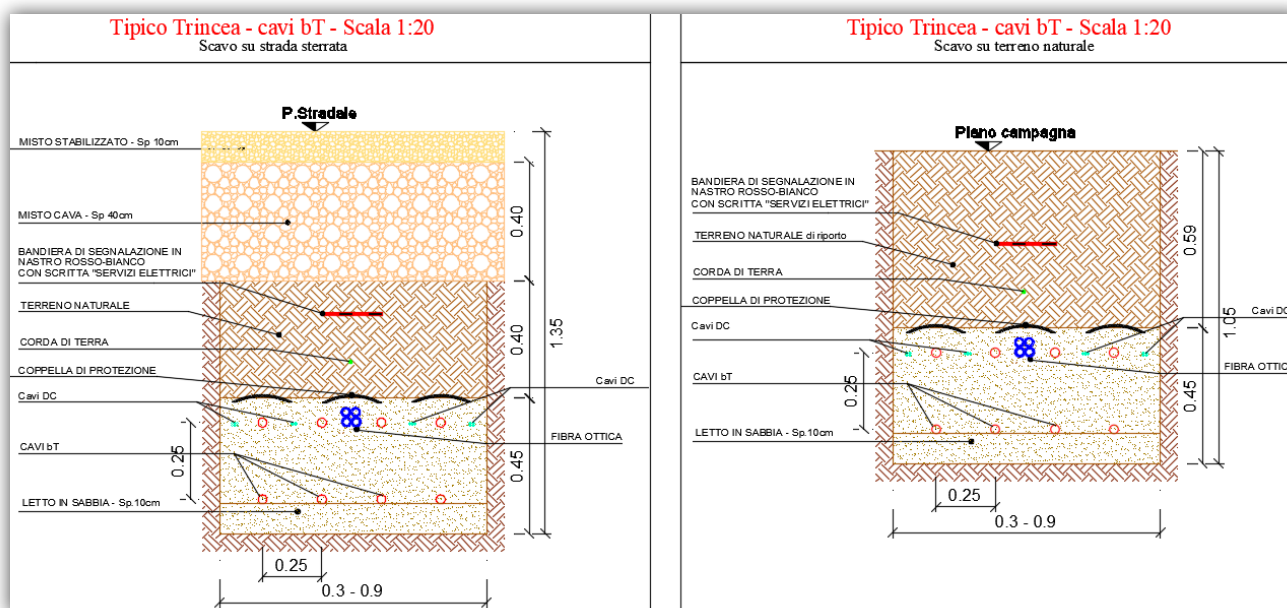 Tipico Trincea - cavi bT - Scala 1:20
Scavo su strada sterrata
P.Stradale
MISTO STABILIZZATO - Sp 10cm
MISTO CAVA - Sp 40cm
BANDIERA DI SEGNALAZIONE IN
NASTRO ROSSO-BIANCO
CON SCRITTA "SERVIZI ELETTRICI"
TERRENO NATURALE
CORDA DI TERRA
COPPELLA DI PROTEZIONE
Cavi DC
CAVI bT
LETTO IN SABBIA - Sp.10cm
Cavi DC
FIBRA OTTICA
0.40
0.40
1.35
0.45
0.25
0.25
0.3 - 0.9
Tipico Trincea - cavi bT - Scala 1:20
Scavo su terreno naturale
Piano campagna
BANDIERA DI SEGNALAZIONE IN
NASTRO ROSSO-BIANCO
CON SCRITTA "SERVIZI ELETTRICI"
TERRENO NATURALE di riporto
CORDA DI TERRA
COPPELLA DI PROTEZIONE
Cavi DC
CAVI bT
LETTO IN SABBIA - Sp.10cm
Cavi DC
FIBRA OTTICA
0.59
1.05
0.45
0.25
0.25
0.3 - 0.9